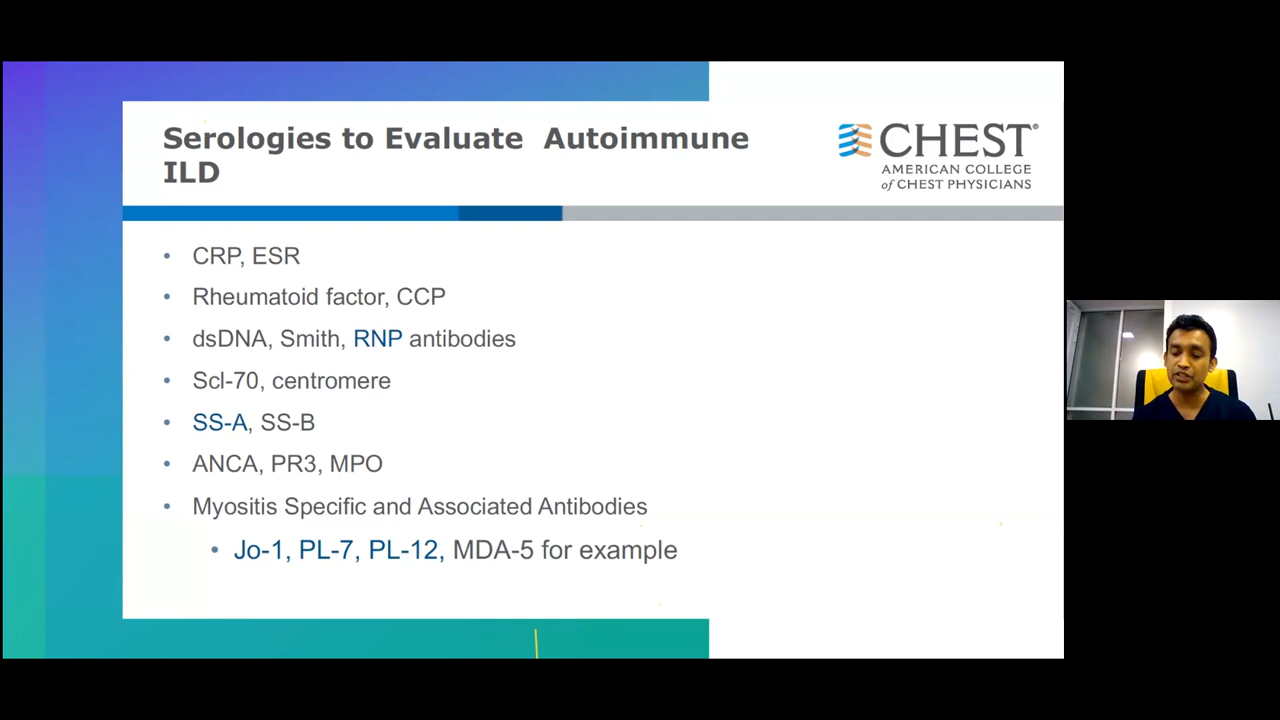 Serologies to Evaluate Autoimmune
ILD
CHEST®
AMERICAN COLLEGE
of CHEST PHYSICIANS
• CRP, ESR
• Rheumatoid factor, CCP
• dsDNA, Smith, RNP antibodies
• Scl-70, centromere
• SS-A, SS-B
• ANCA, PR3, MPO
• Myositis Specific and Associated Antibodies
• Jo-1, PL-7, PL-12, MDA-5 for example